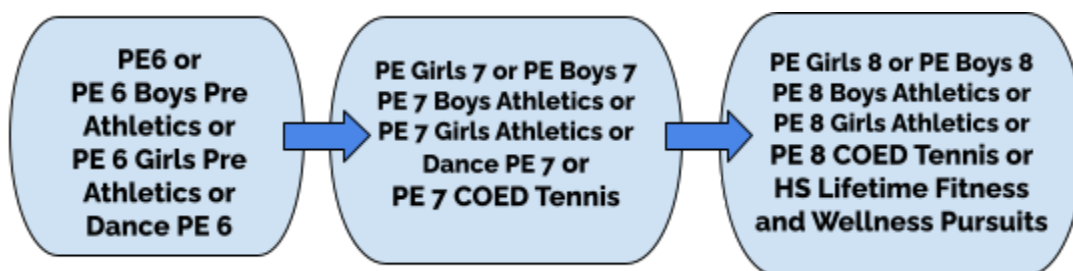 PE6 or
PE 6 Boys Pre
Athletics or
PE 6 Girls Pre
Athletics or
Dance PE 6
PE Girls 7 or PE Boys 7
PE 7 Boys Athletics or
PE 7 Girls Athletics or
Dance PE 7 or
PE 7 COED Tennis
PE Girls 8 or PE Boys 8
PE 8 Boys Athletics or
PE 8 Girls Athletics or
PE 8 COED Tennis or
HS Lifetime Fitness
and Wellness Pursuits